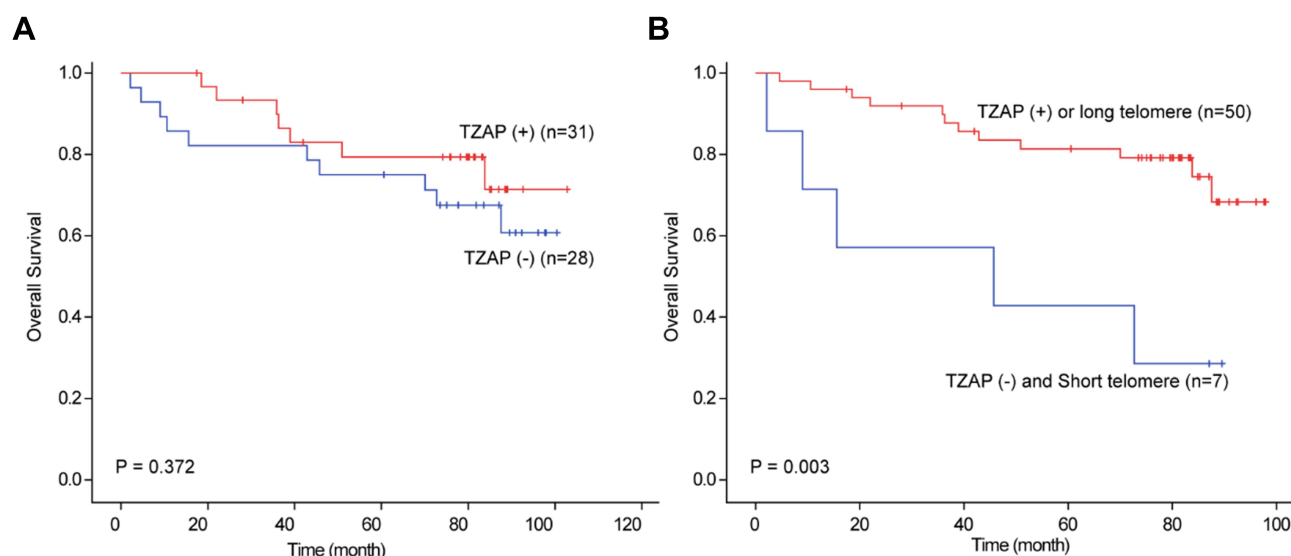 A
Overall Survival
1.0
0.8
0.6
0.4
0.2
0.0
TZAP (+) (n=31)
TZAP (-) (n=28)
P = 0.372
0 20 40 60 80 100 120
Time (month)
B
Overall Survival
1.0
0.8
0.6
0.4
0.2
0.0
TZAP (+) or long telomere (n=50)
TZAP (-) and Short telomere (n=7)
P = 0.003
0 20 40 60 80 100
Time (month)